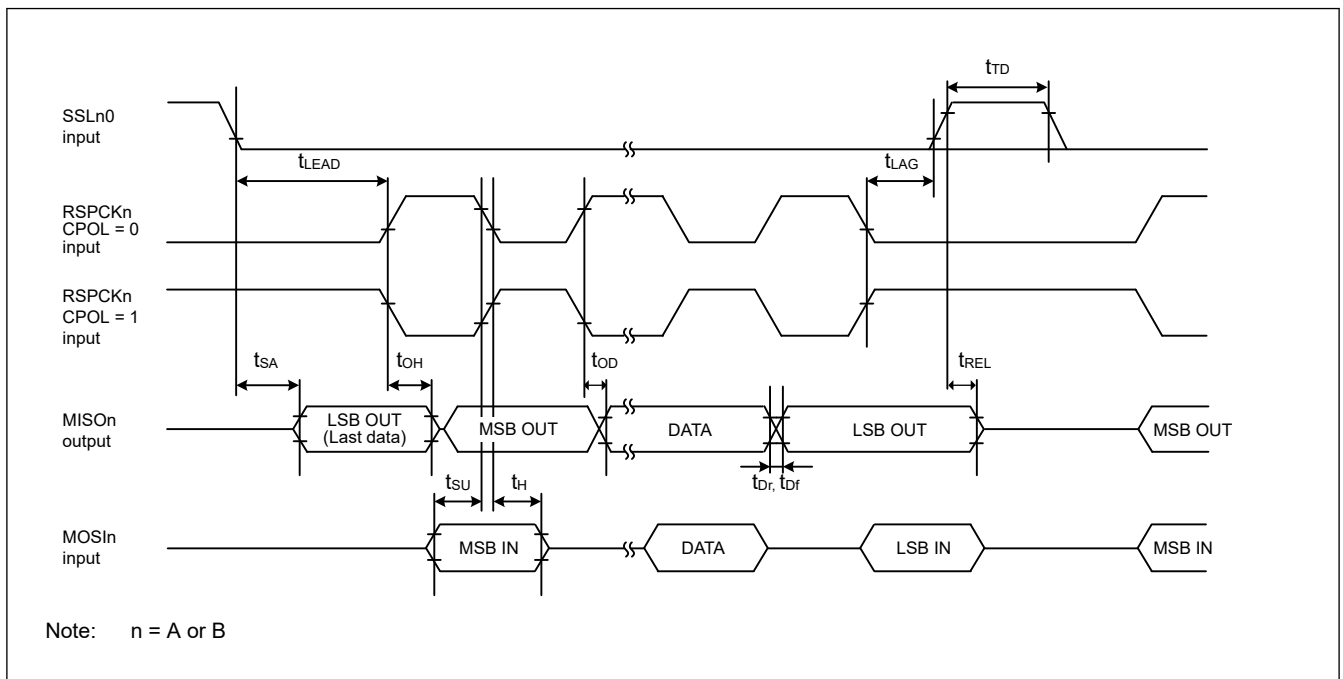 tTD
SSLn0
input
tLEAD
tLAG
RSPCKn
CPOL = 0
input
RSPCKn
CPOL = 1
input
tSA
tOH
tOD
tREL
MISOn
output
LSB OUT
(Last data)
MSB OUT
DATA
LSB OUT
MSB OUT
tSU
tH
tDr, tDf
MOSIn
input
MSB IN
DATA
LSB IN
MSB IN
Note: n = A or B